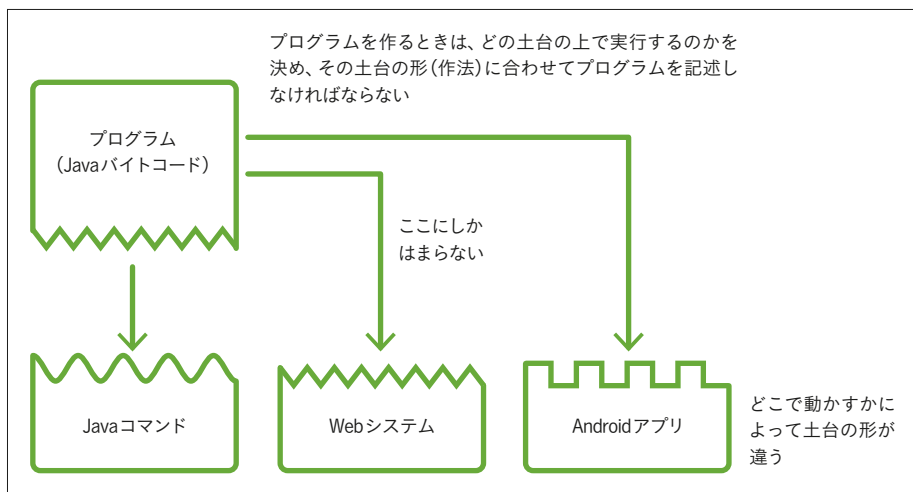 プログラムを作るときは、どの土台の上で実行するのかを
決め、その土台の形（作法）に合わせてプログラムを記述し
なければならない
プログラム
（Javaバイトコード）
ここにしか
はまらない
Javaコマンド
Webシステム
Androidアプリ
どこで動かすかに
よって土台の形が
違う